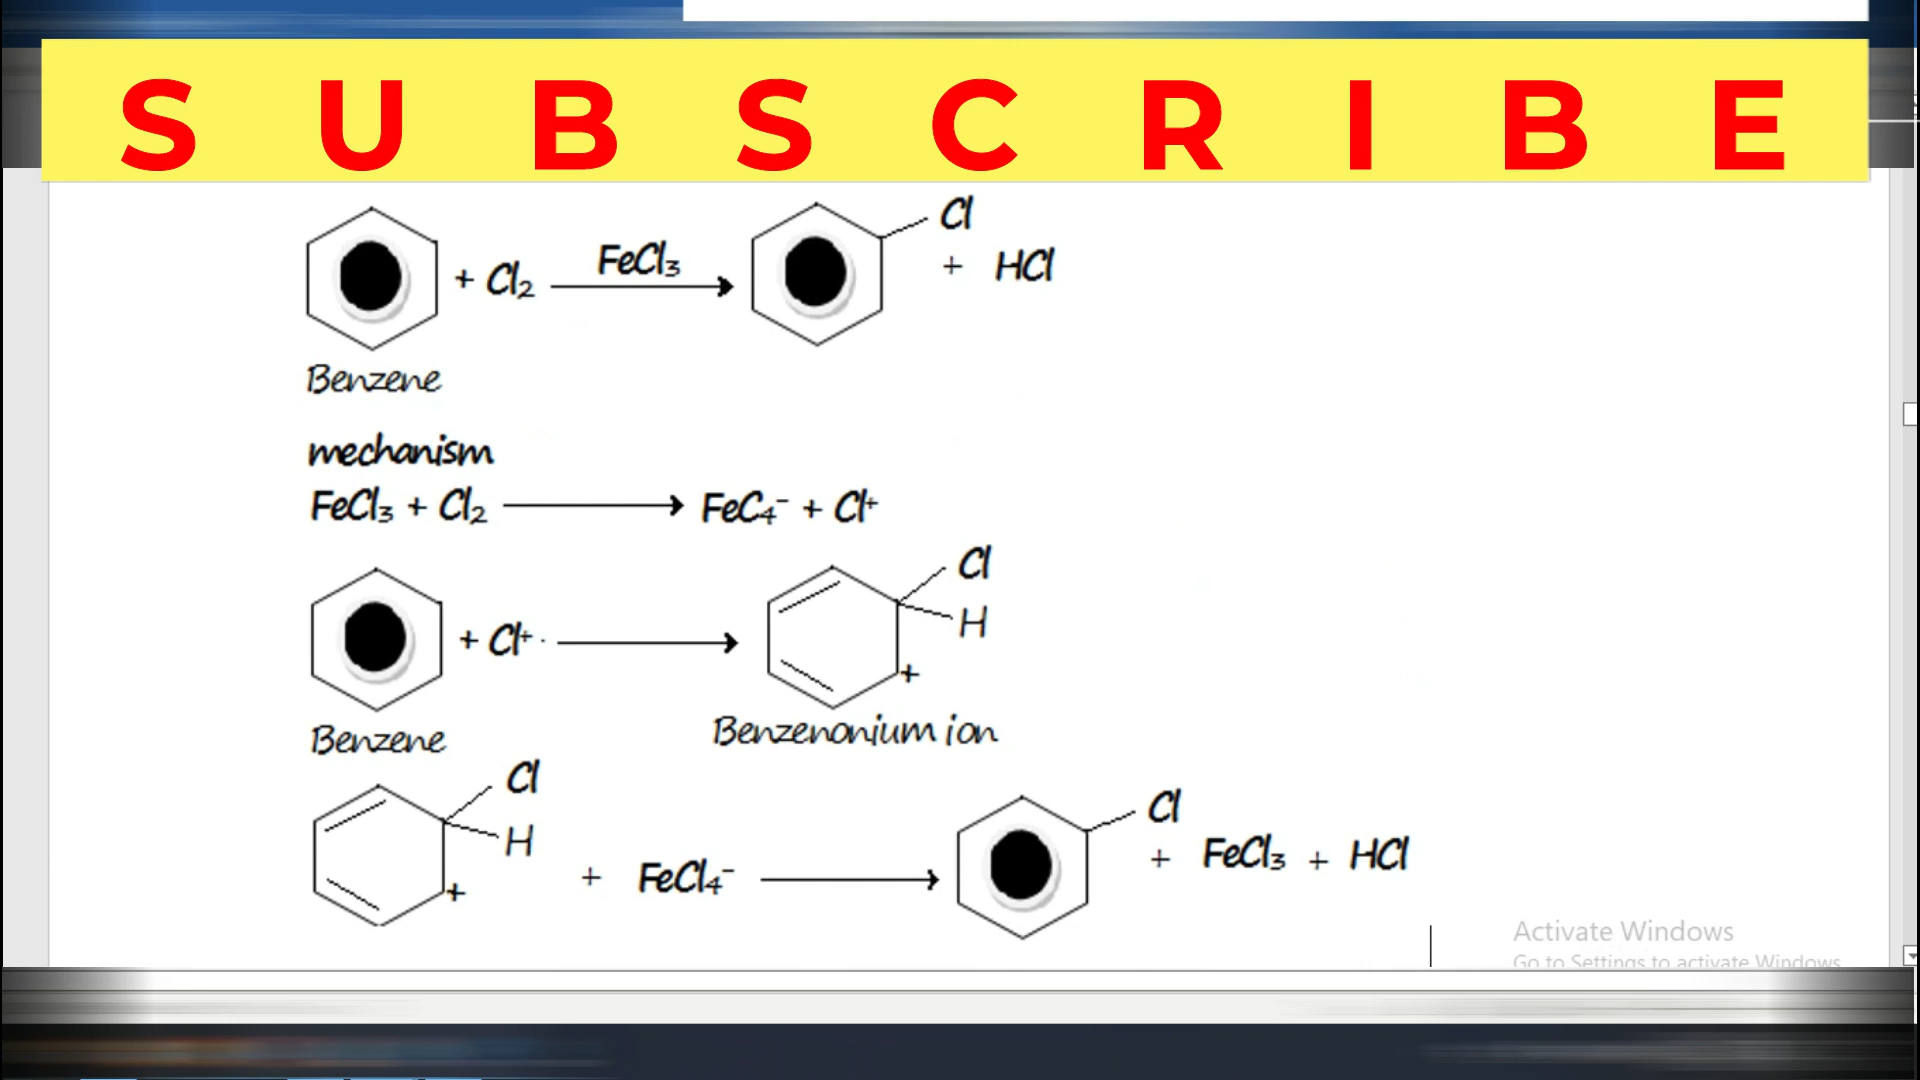 S U B S C R I B E
Cl
+ Cl₂ FeCl₃ + HCl
Benzene
mechanism
FeCl₃ + Cl₂ FeC₄⁻ + Cl⁺
Cl
H
+ Cl⁺ ·
+
Benzene Benzenonium ion
Cl Cl
H
+ FeCl₄⁻ + FeCl₃ + HCl
+
Activate Windows
Go to Settings to activate Windows.